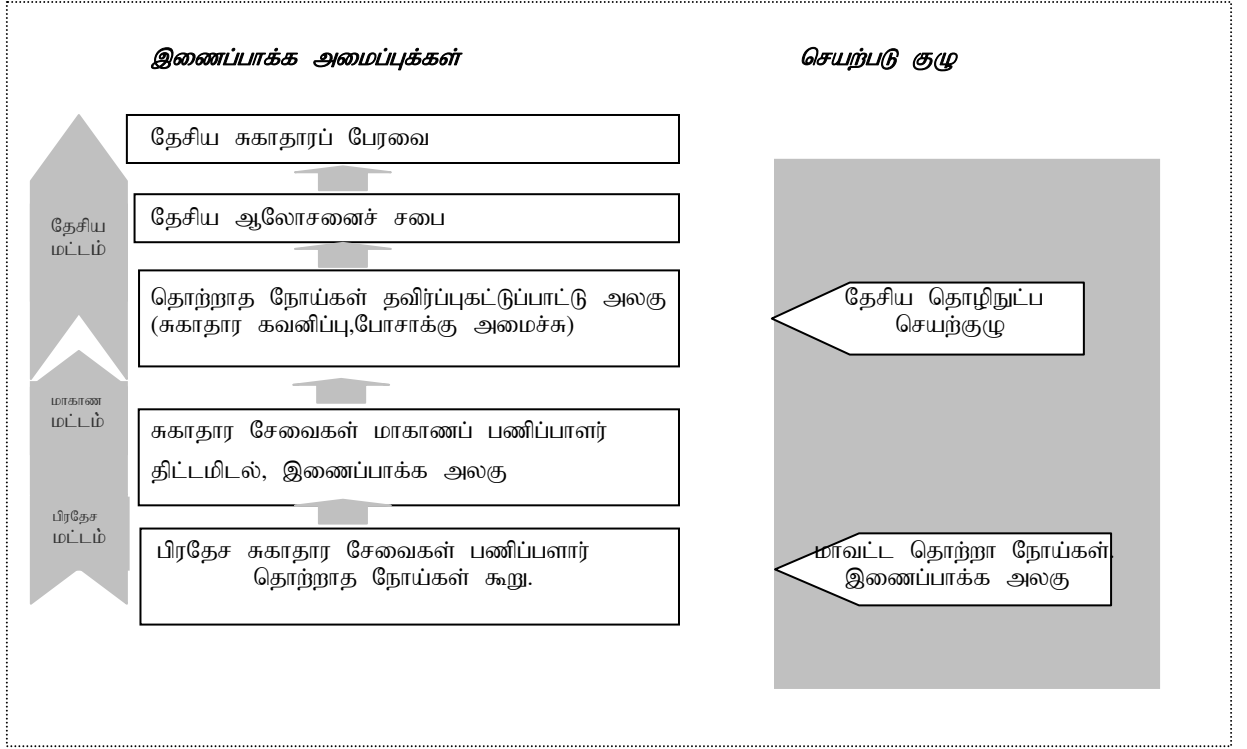 இணைப்பாக்க அமைப்புக்கள்
செயற்படு குழு
தேசிய சுகாதாரப் பேரவை
தேசிய ஆலோசனைச் சபை
தேசிய
மட்டம்
தொற்றாத நோய்கள் தவிர்ப்புகட்டுப்பாட்டு அலகு
(சுகாதார கவனிப்பு,போசாக்கு அமைச்சு)
தேசிய தொழிநுட்ப
செயற்குழு
மாகாண
மட்டம்
சுகாதார சேவைகள் மாகாணப் பணிப்பாளர்
திட்டமிடல், இணைப்பாக்க அலகு
பிரதேச
மட்டம்
பிரதேச சுகாதார சேவைகள் பணிப்பளார்
தொற்றாத நோய்கள் கூறு.
மாவட்ட தொற்றா நோய்கள்.
இணைப்பாக்க அலகு